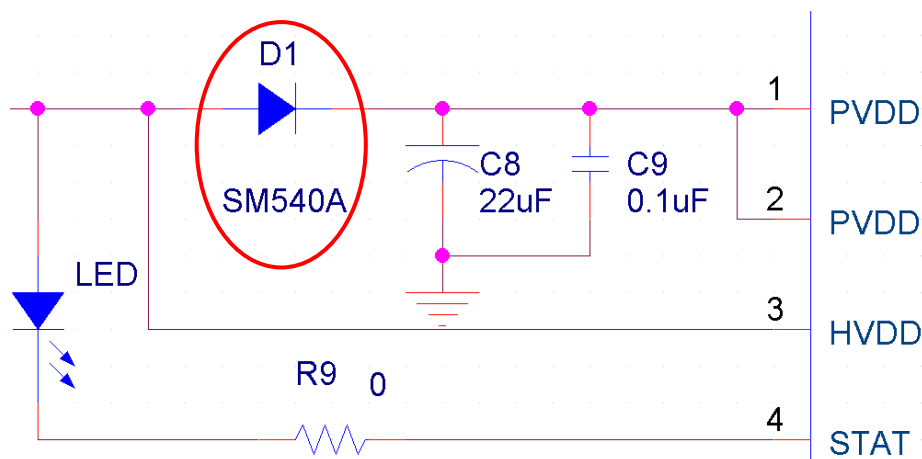 D1
1
PVDD
C8
C9
SM540A
22uF
0.1uF
2
PVDD
LED
3
HVDD
R9
0
4
STAT